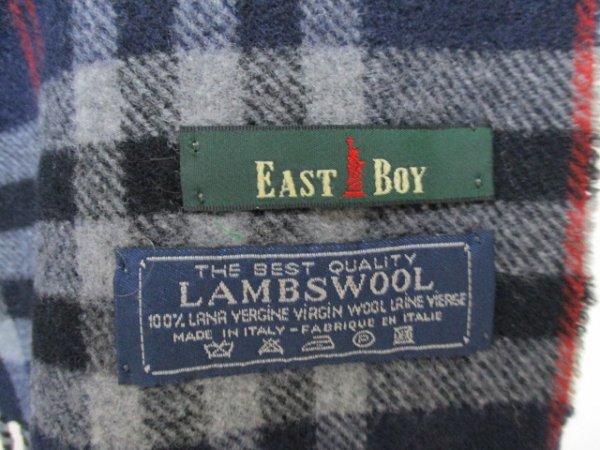 EAST BOY
THE BEST QUALITY
LAMBSWOOL
100% LANA VERGINE VIRGIN WOOL LAINE VIERGE
MADE IN ITALY - FABRIQUE EN ITALIE